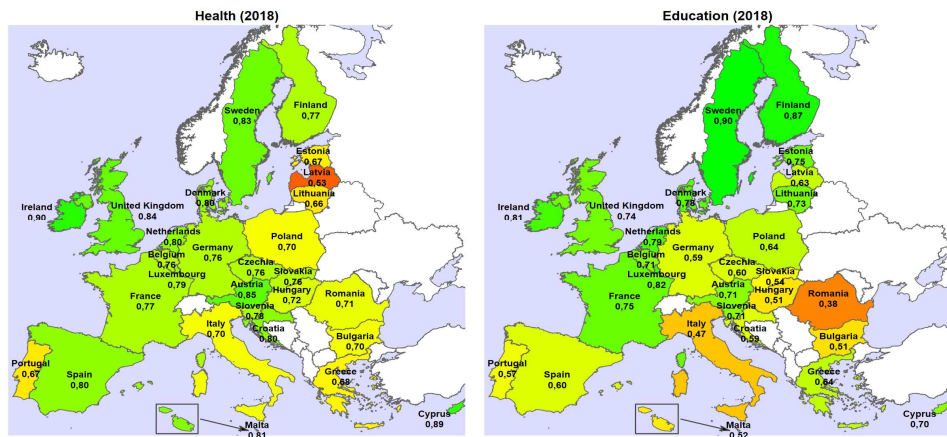 Health (2018)
Sweden
0,83
Finland
0,77
Estonia
0,67
Latvia
0,53
Lithuania
0,66
Denmark
0,80
Ireland
0,90
United Kingdom
0,84
Netherlands
0,80
Belgium
0,76
Luxembourg
0,79
Germany
0,76
Poland
0,70
Czechia
0,76
Slovakia
0,76
Austria
0,85
Hungary
0,72
Slovenia
0,78
Croatia
0,80
France
0,77
Italy
0,70
Romania
0,71
Bulgaria
0,70
Greece
0,68
Portugal
0,67
Spain
0,80
Malta
0,81
Cyprus
0,89
Education (2018)
Sweden
0,90
Finland
0,87
Estonia
0,75
Latvia
0,63
Lithuania
0,73
Denmark
0,78
Ireland
0,81
United Kingdom
0,74
Netherlands
0,79
Belgium
0,71
Luxembourg
0,82
Germany
0,59
Poland
0,64
Czechia
0,60
Slovakia
0,54
Austria
0,71
Hungary
0,51
Slovenia
0,71
Croatia
0,59
France
0,75
Italy
0,47
Romania
0,38
Bulgaria
0,51
Greece
0,64
Portugal
0,57
Spain
0,60
Malta
0,52
Cyprus
0,70